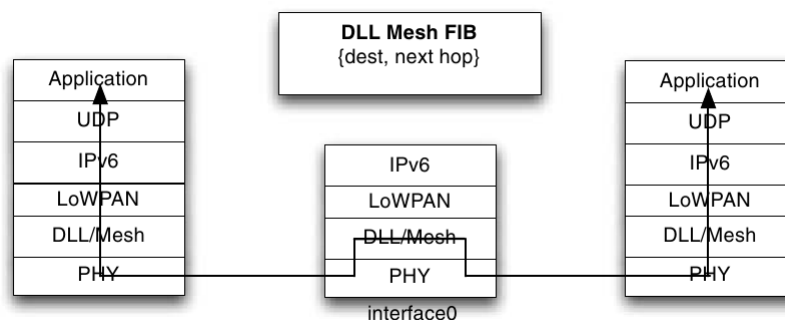 DLL Mesh FIB
{dest, next hop}
Application
UDP
IPv6
LoWPAN
DLL/Mesh
PHY
IPv6
LoWPAN
DLL/Mesh
PHY
interface0
Application
UDP
IPv6
LoWPAN
DLL/Mesh
PHY